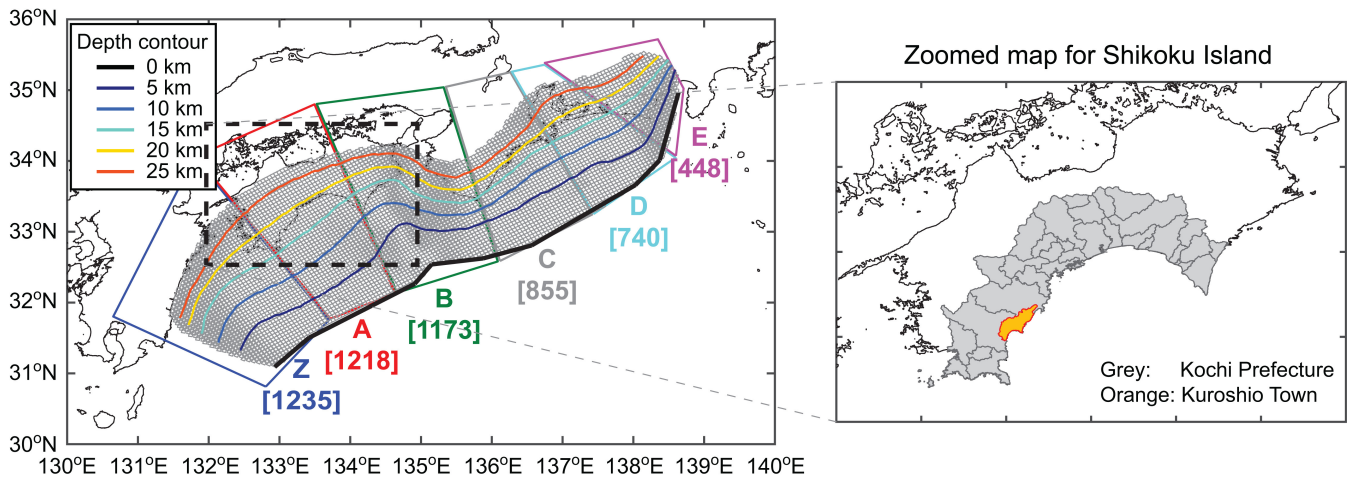 36°N
35°N
34°N
33°N
32°N
31°N
30°N
130°E
131°E
132°E
133°E
134°E
135°E
136°E
137°E
138°E
139°E
140°E
Depth contour
0 km
5 km
10 km
15 km
20 km
25 km
Z
[1235]
A
[1218]
B
[1173]
C
[855]
D
[740]
E
[448]
Zoomed map for Shikoku Island
Grey: Kochi Prefecture
Orange: Kuroshio Town